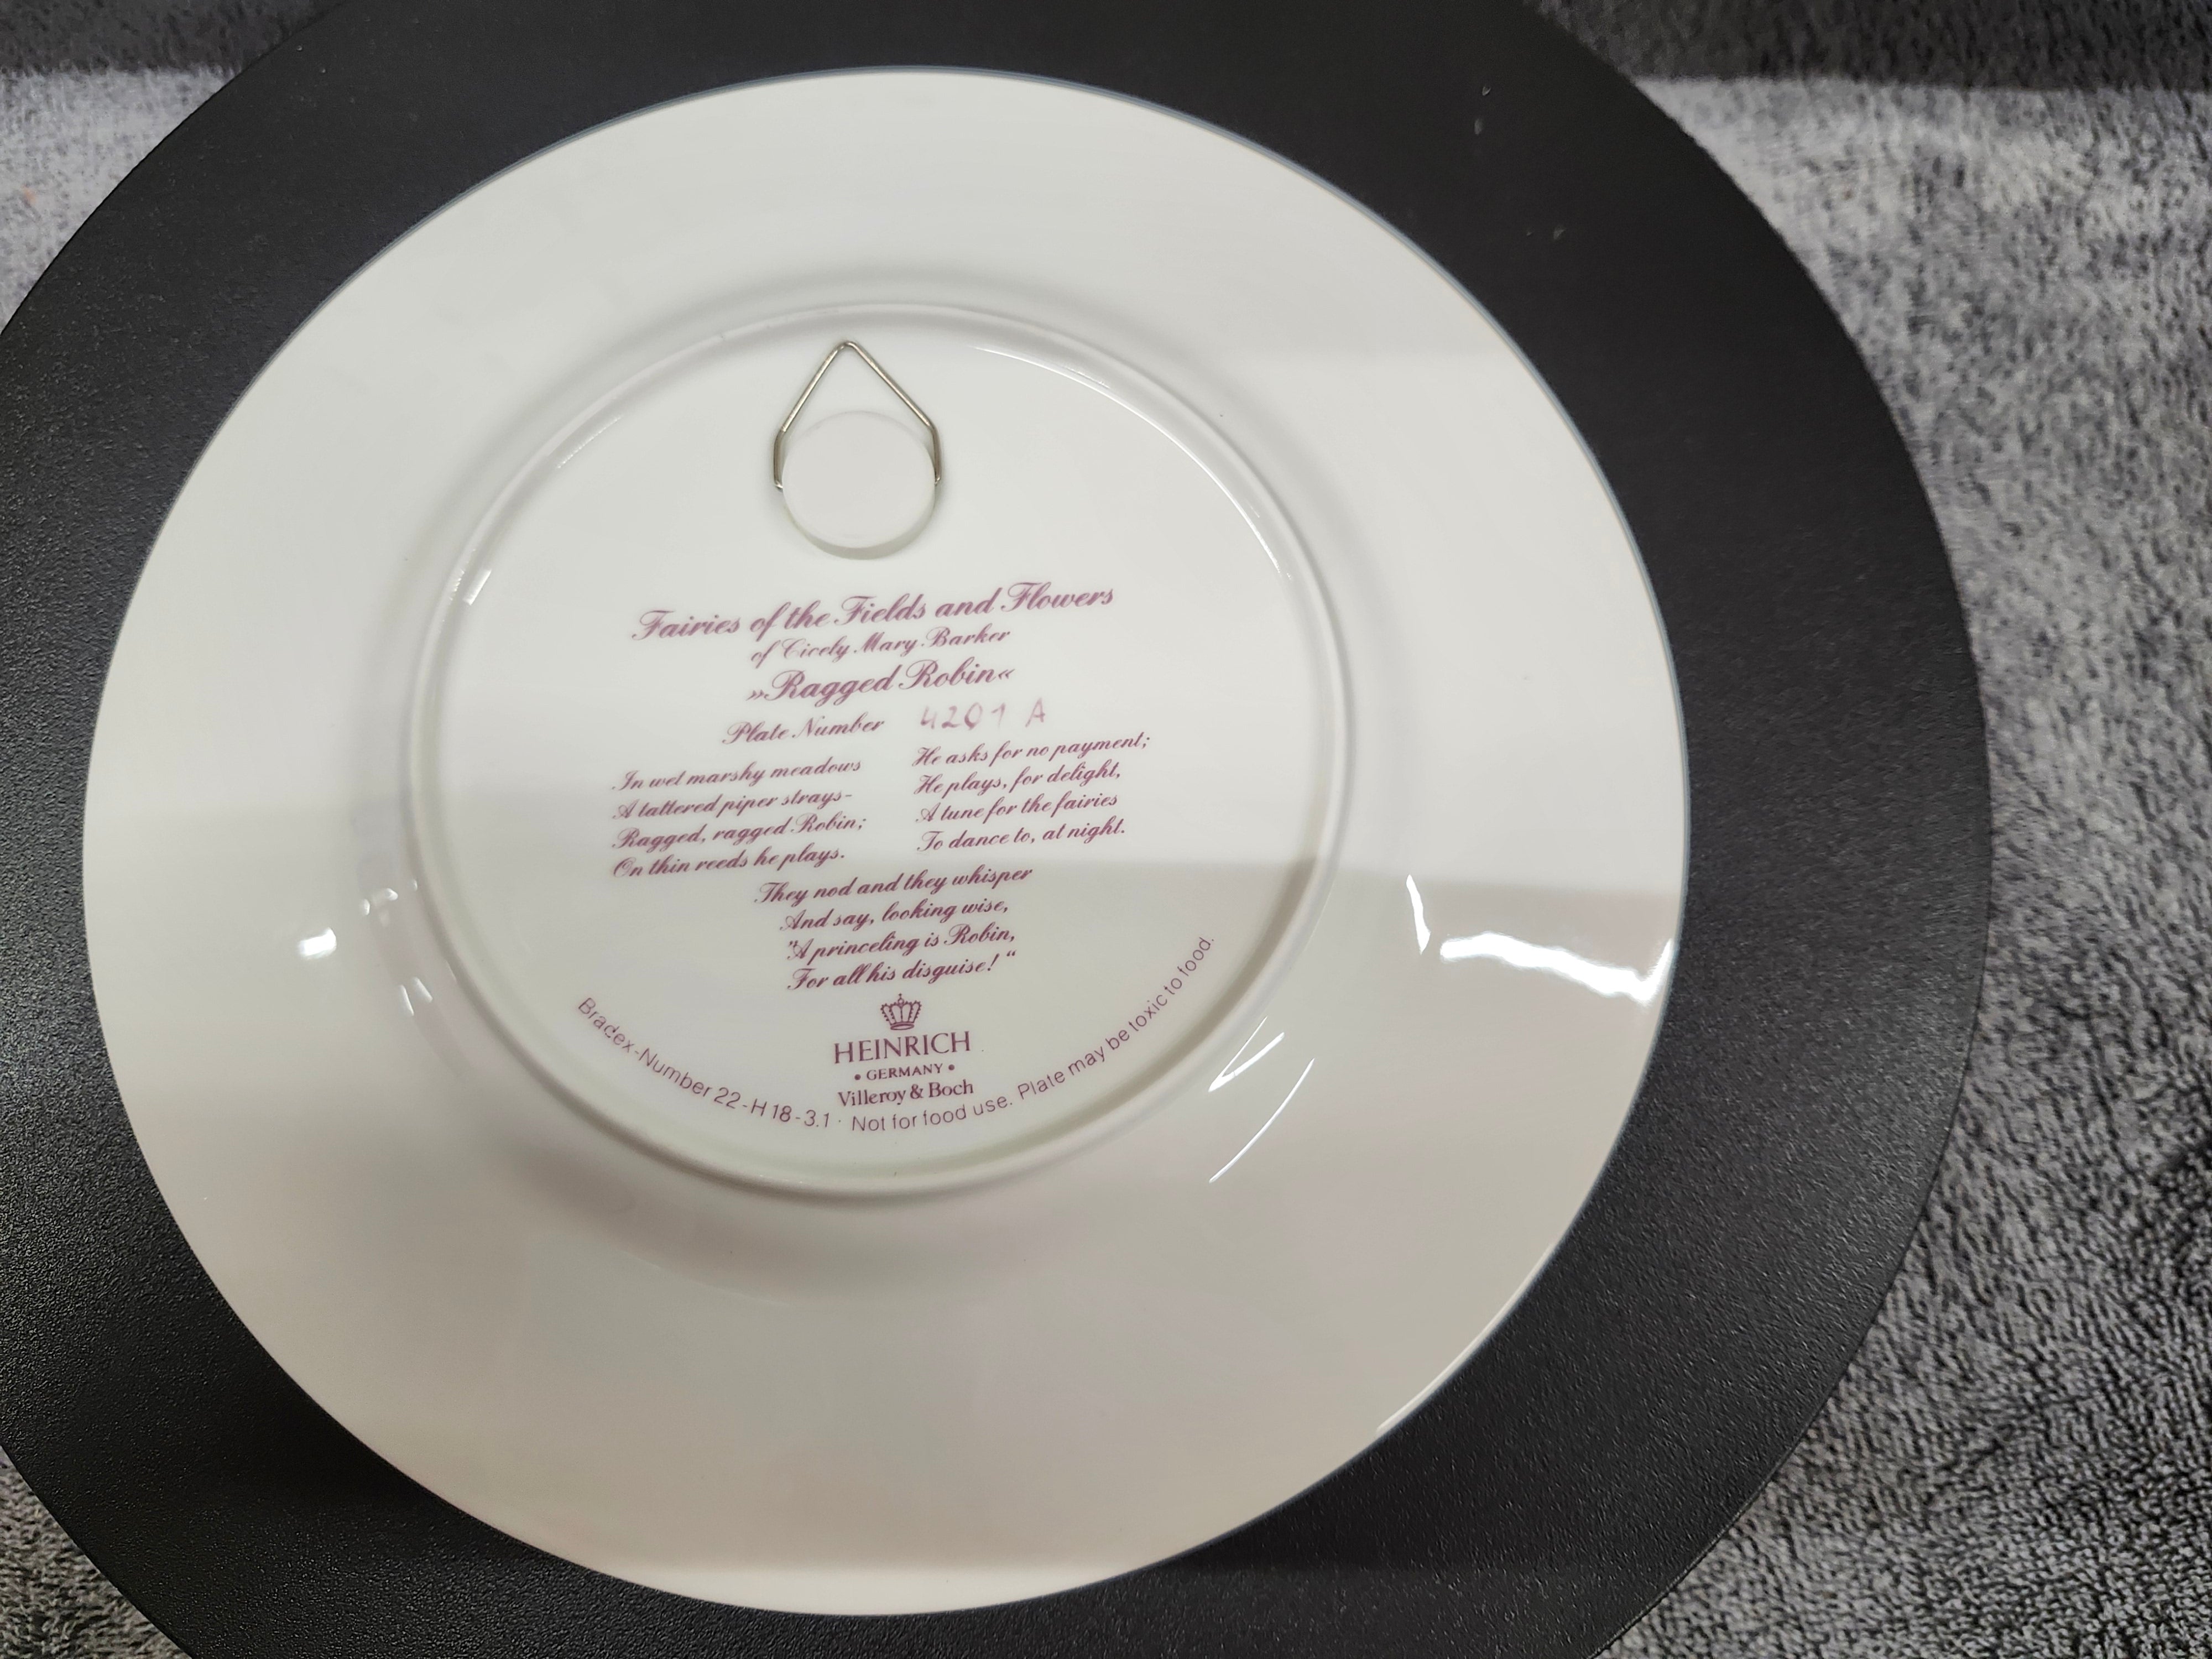 Fairies of the Fields and Flowers
of Cicely Mary Barker
»Ragged Robin«
Plate Number 4201 A
In wet marshy meadows
A tattered piper strays-
Ragged, ragged Robin;
On thin reeds he plays.
He asks for no payment;
He plays, for delight,
A tune for the fairies
To dance to, at night.
They nod and they whisper
And say, looking wise,
"A princeling is Robin,
For all his disguise! “
HEINRICH
• GERMANY •
Villeroy & Boch
Bradex-Number 22-H18-3.1 · Not for food use. Plate may be toxic to food.